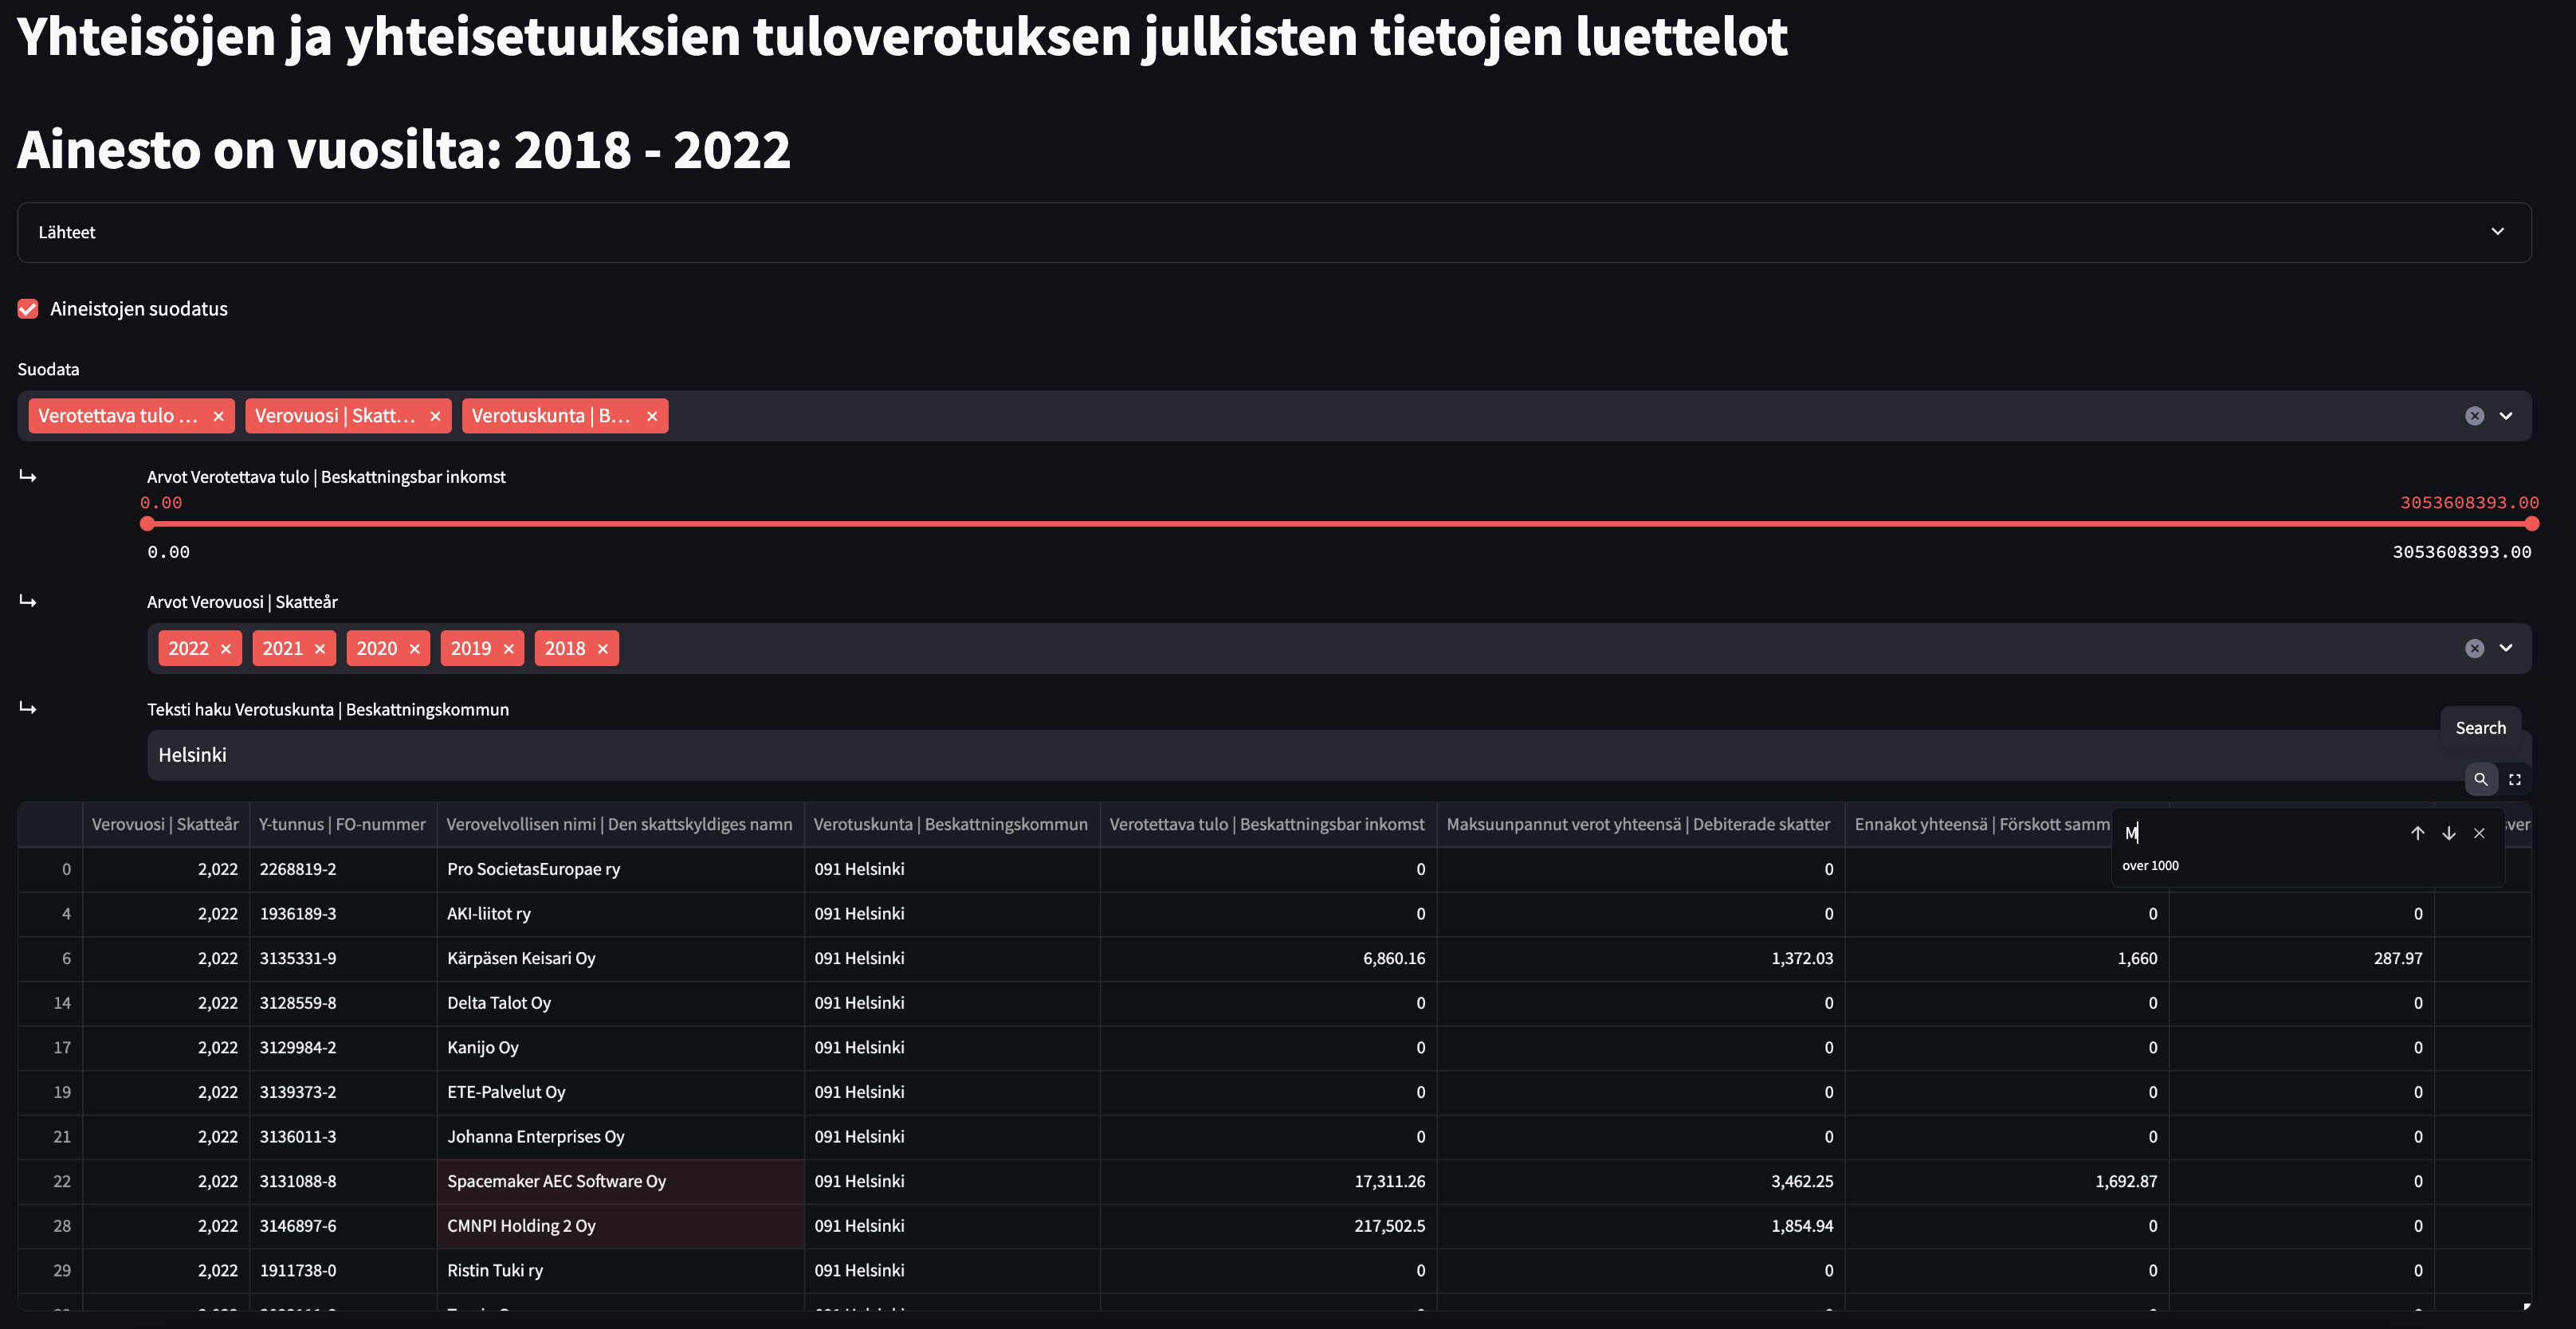 Yhteisöjen ja yhteisetuuksien tuloverotuksen julkisten tietojen luettelot
Ainesto on vuosilta: 2018 - 2022
Lähteet
Aineistojen suodatus
Suodata
Verotettava tulo ... Verovuosi | Skatt... Verotuskunta | B...
Arvot Verotettava tulo | Beskattningsbar inkomst
0.00 3053608393.00
0.00 3053608393.00
Arvot Verovuosi | Skatteår
2022 2021 2020 2019 2018
Teksti haku Verotuskunta | Beskattningskommun
Search
Helsinki
Verovuosi | Skatteår Y-tunnus | FO-nummer Verovelvollisen nimi | Den skattskyldiges namn Verotuskunta | Beskattningskommun Verotettava tulo | Beskattningsbar inkomst Maksuunpannut verot yhteensä | Debiterade skatter Ennakot yhteensä | Förskott samm
M
over 1000
0 2,022 2268819-2 Pro SocietasEuropae ry 091 Helsinki 0 0
4 2,022 1936189-3 AKI-liitot ry 091 Helsinki 0 0 0 0
6 2,022 3135331-9 Kärpäsen Keisari Oy 091 Helsinki 6,860.16 1,372.03 1,660 287.97
14 2,022 3128559-8 Delta Talot Oy 091 Helsinki 0 0 0 0
17 2,022 3129984-2 Kanijo Oy 091 Helsinki 0 0 0 0
19 2,022 3139373-2 ETE-Palvelut Oy 091 Helsinki 0 0 0 0
21 2,022 3136011-3 Johanna Enterprises Oy 091 Helsinki 0 0 0 0
22 2,022 3131088-8 Spacemaker AEC Software Oy 091 Helsinki 17,311.26 3,462.25 1,692.87 0
28 2,022 3146897-6 CMNPI Holding 2 Oy 091 Helsinki 217,502.5 1,854.94 0 0
29 2,022 1911738-0 Ristin Tuki ry 091 Helsinki 0 0 0 0